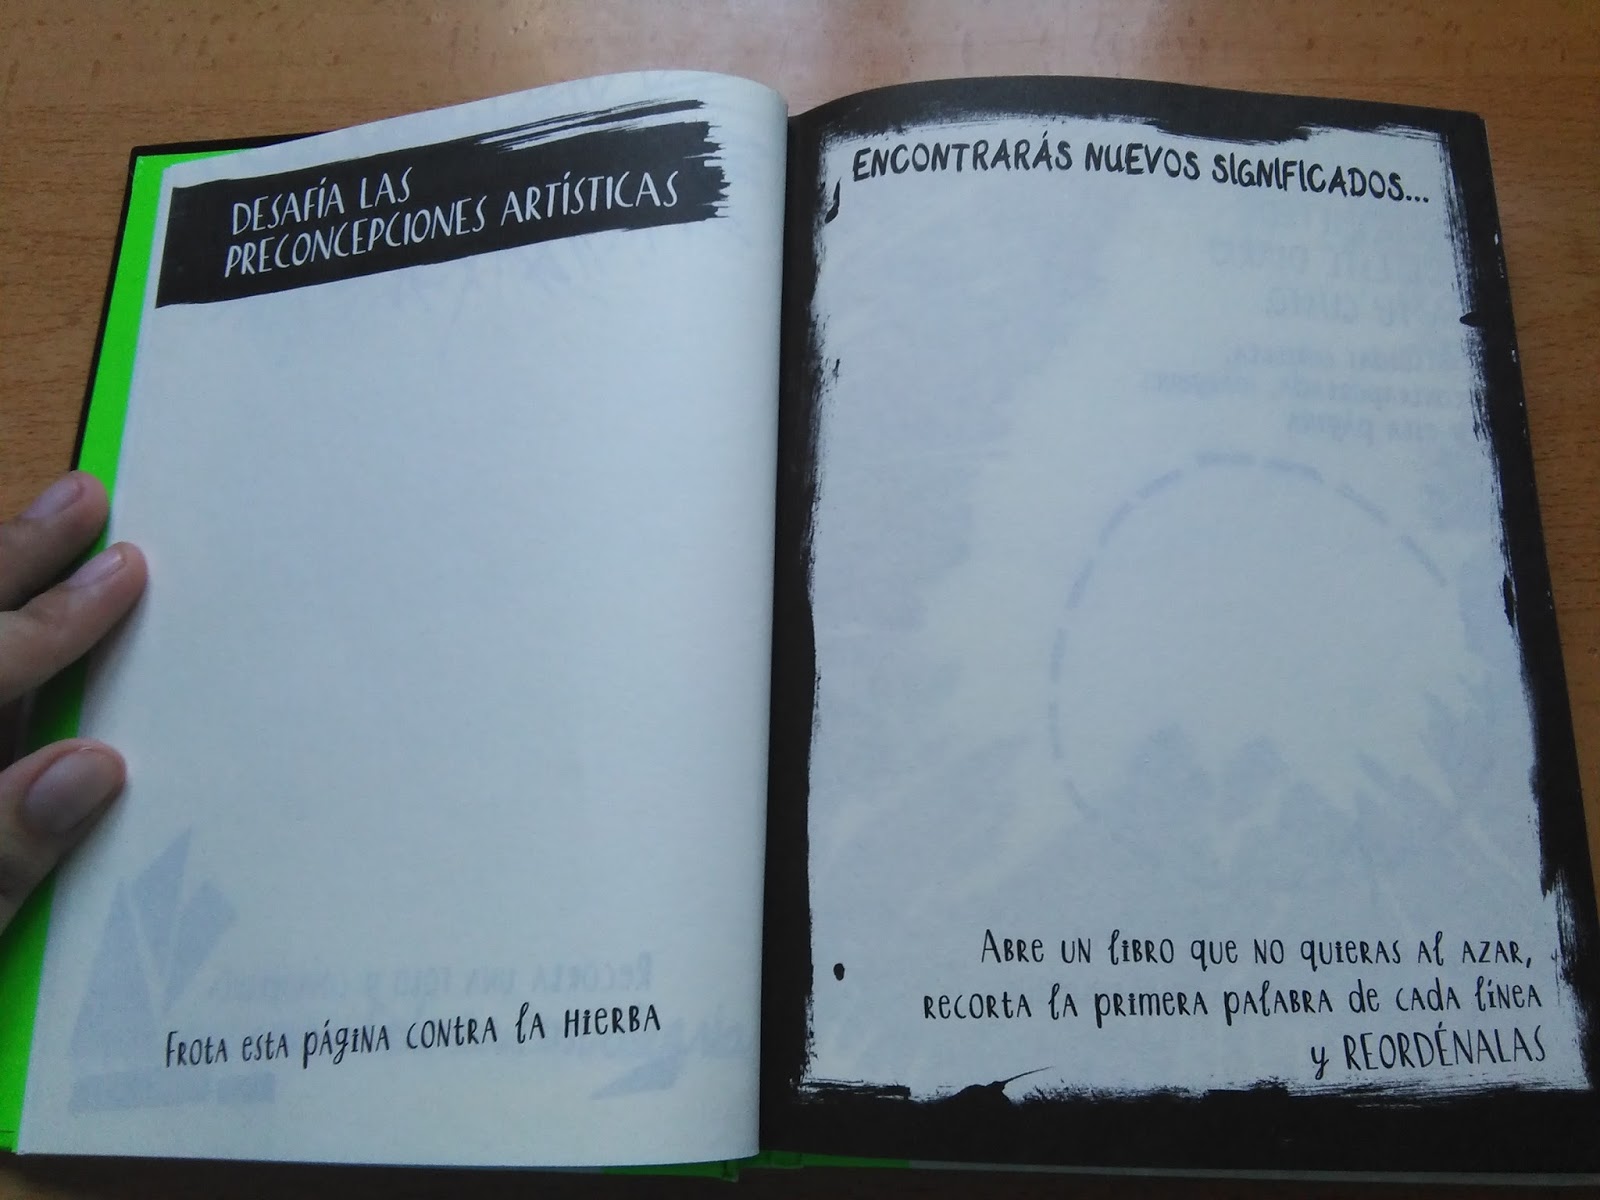 DESAFÍA LAS
PRECONCEPCIONES ARTÍSTICAS
FROTA ESTA PÁGINA CONTRA LA HIERBA
ENCONTRARÁS NUEVOS SIGNIFICADOS...
ABRE UN LIBRO QUE NO QUIERAS AL AZAR,
RECORTA LA PRIMERA PALABRA DE CADA LÍNEA
Y REORDÉNALAS